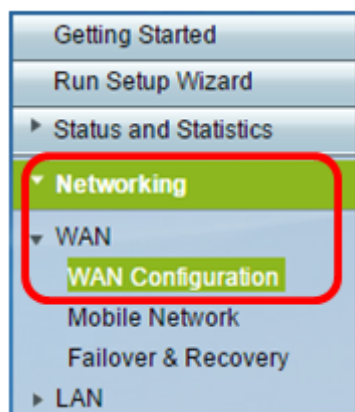 Getting Started
Run Setup Wizard
Status and Statistics
Networking
WAN
WAN Configuration
Mobile Network
Failover & Recovery
LAN